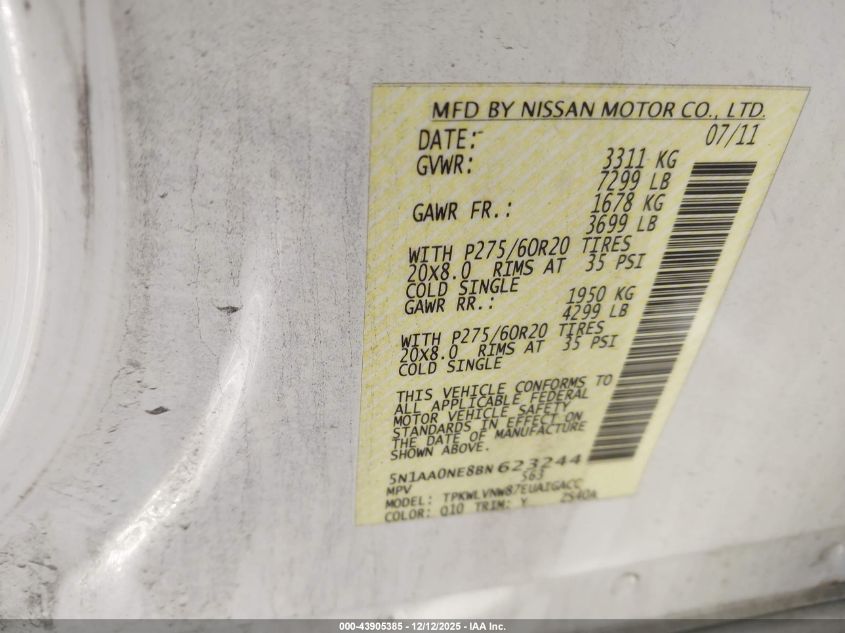 MFD BY NISSAN MOTOR CO., LTD.
DATE: 07/11
GVWR: 3311 KG
7299 LB
GAWR FR.: 1678 KG
3699 LB
WITH P275/60R20 TIRES
20X8.0 RIMS AT 35 PSI
COLD SINGLE
GAWR RR.: 1950 KG
4299 LB
WITH P275/60R20 TIRES
20X8.0 RIMS AT 35 PSI
COLD SINGLE
THIS VEHICLE CONFORMS TO
ALL APPLICABLE FEDERAL
MOTOR VEHICLE SAFETY
STANDARDS IN EFFECT ON
THE DATE OF MANUFACTURE
SHOWN ABOVE.
5N1AA0NE8BN623244
MPV S63
MODEL: TPKWLVNW87EUAIGACC
COLOR: Q10 TRIM: Y ZS40A
000-43905385 - 12/12/2025 - IAA Inc.